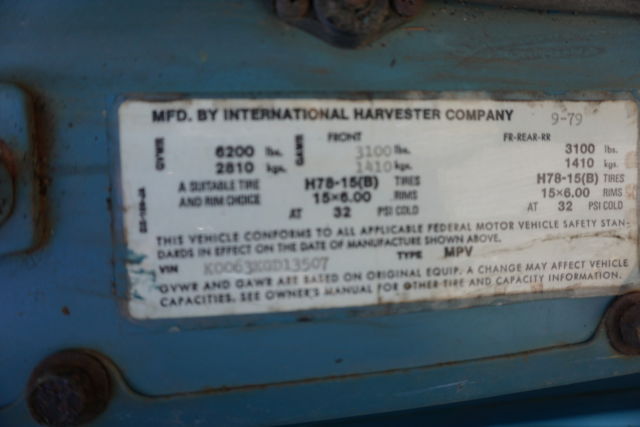 MFD. BY INTERNATIONAL HARVESTER COMPANY 9-79
FRONT FR-REAR-RR
GVWR 6200 lbs. GAWR 3100 lbs. 3100 lbs.
2810 kgs. 1410 kgs. 1410 kgs.
A SUITABLE TIRE H78-15(B) TIRES H78-15(B) TIRES
AND RIM CHOICE 15x6.00 RIMS 15x6.00 RIMS
AT 32 PSI COLD AT 32 PSI COLD
THIS VEHICLE CONFORMS TO ALL APPLICABLE FEDERAL MOTOR VEHICLE SAFETY STAN-
DARDS IN EFFECT ON THE DATE OF MANUFACTURE SHOWN ABOVE.
VIN K0063KGD13507 TYPE MPV
GVWR AND GAWR ARE BASED ON ORIGINAL EQUIP. A CHANGE MAY AFFECT VEHICLE
CAPACITIES. SEE OWNER'S MANUAL FOR OTHER TIRE AND CAPACITY INFORMATION.